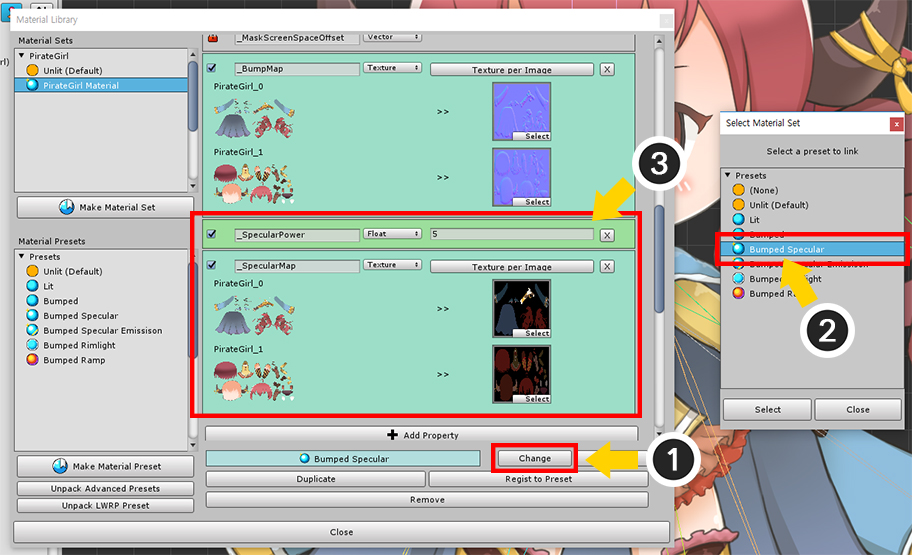 Material Library
Material Sets
PirateGirl
Unlit (Default)
PirateGirl Material
Make Material Set
Material Presets
Presets
Unlit (Default)
Lit
Bumped
Bumped Specular
Bumped Specular Emissison
Bumped Rimlight
Bumped Ramp
Make Material Preset
Unpack Advanced Presets
Unpack LWRP Preset
_MaskScreenSpaceOffset
Vector
_BumpMap
Texture
Texture per Image
X
PirateGirl_0
>>
Select
PirateGirl_1
>>
Select
3
_SpecularPower
Float
5
X
_SpecularMap
Texture
Texture per Image
X
PirateGirl_0
>>
Select
PirateGirl_1
>>
Select
Add Property
Bumped Specular
Change
1
Duplicate
Regist to Preset
Remove
Close
Select Material Set
x
Select a preset to link
Presets
(None)
Unlit (Default)
Lit
Bumped
Bumped Specular
Bumped
2
Select
Close